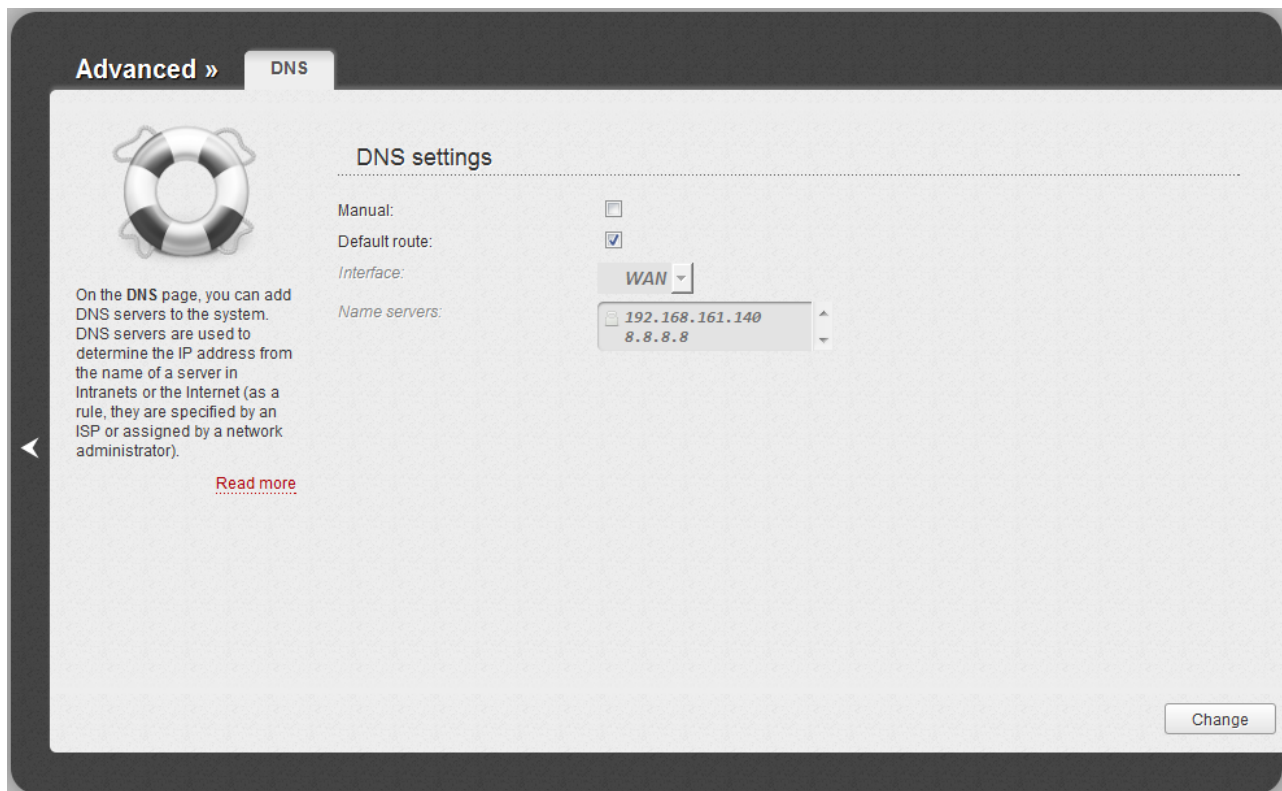 Advanced »
DNS
On the DNS page, you can add
DNS servers to the system.
DNS servers are used to
determine the IP address from
the name of a server in
Intranets or the Internet (as a
rule, they are specified by an
ISP or assigned by a network
administrator).
Read more
DNS settings
Manual:
Default route:
Interface: WAN
Name servers: 192.168.161.140
8.8.8.8
Change